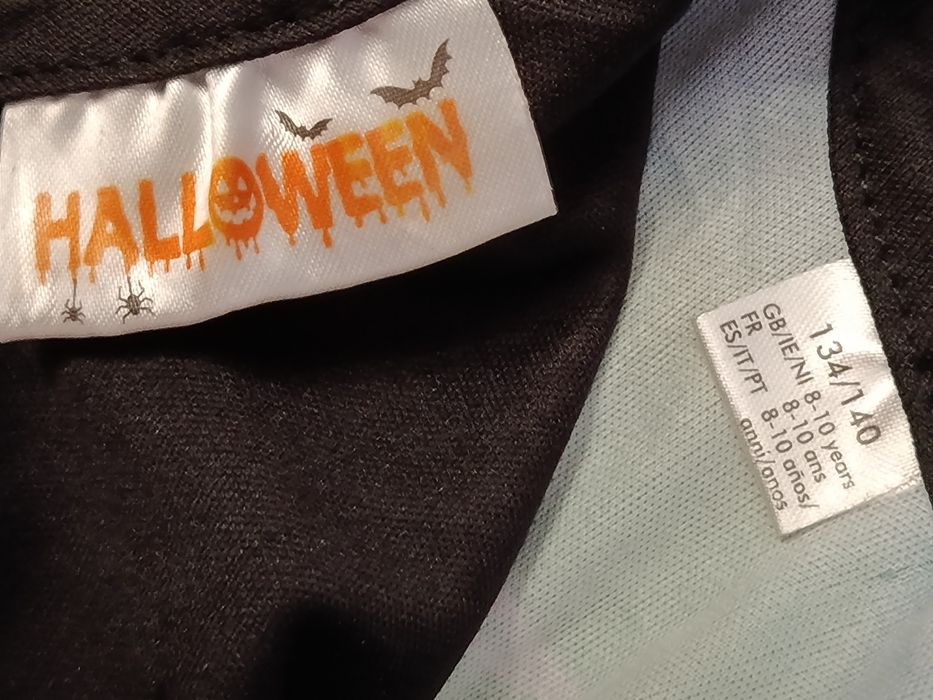 HALLOWEEN
134/140
GB/IE/NI 8-10 years
FR 8-10 ans
ES/IT/PT 8-10 años/
anni/anos